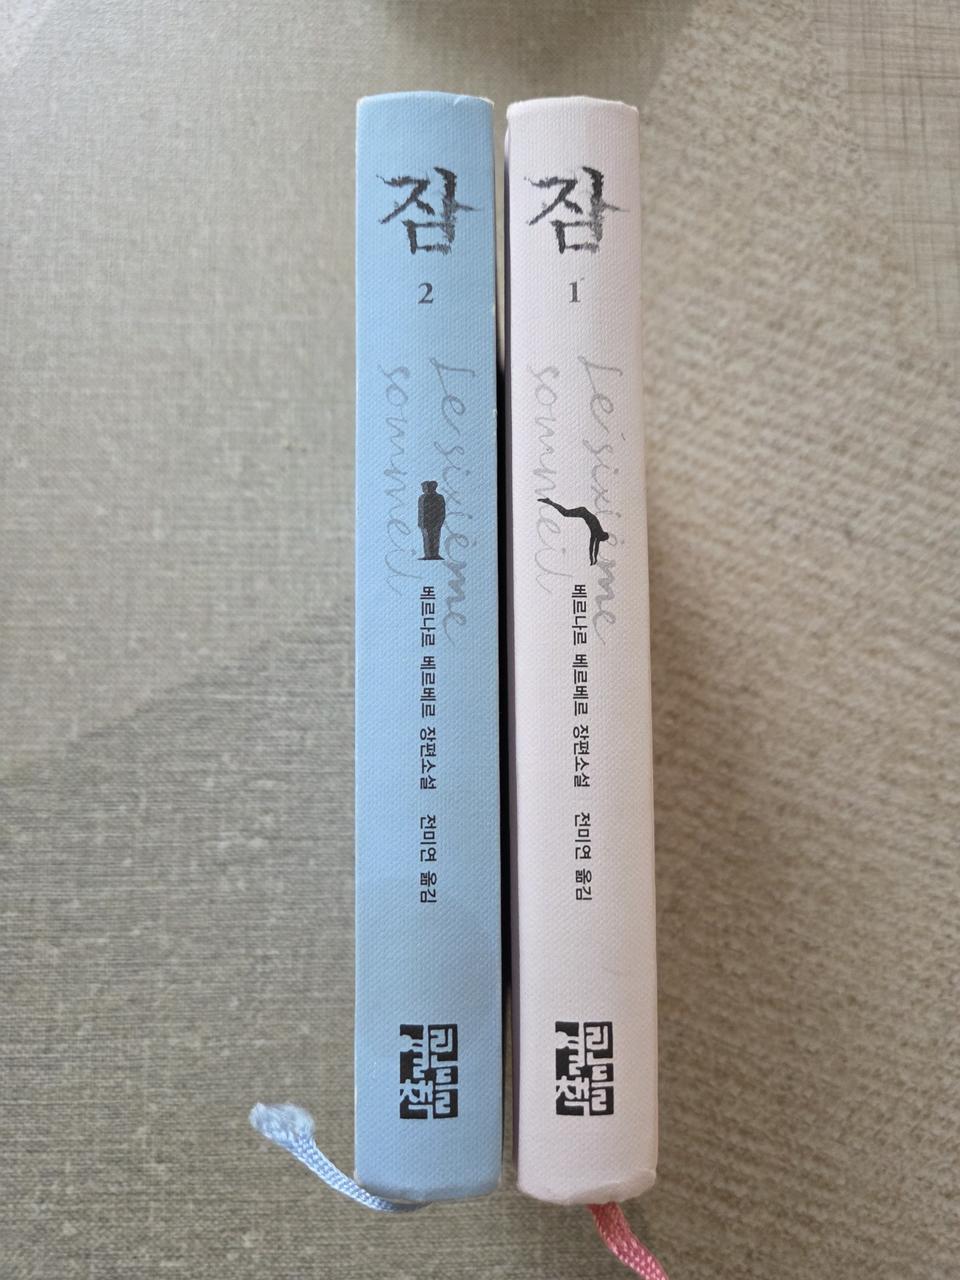 잠
2
Le sixième
sommeil
베르나르 베르베르 장편소설 전미연 옮김
열린책들
잠
1
Le sixième
sommeil
베르나르 베르베르 장편소설 전미연 옮김
열린책들